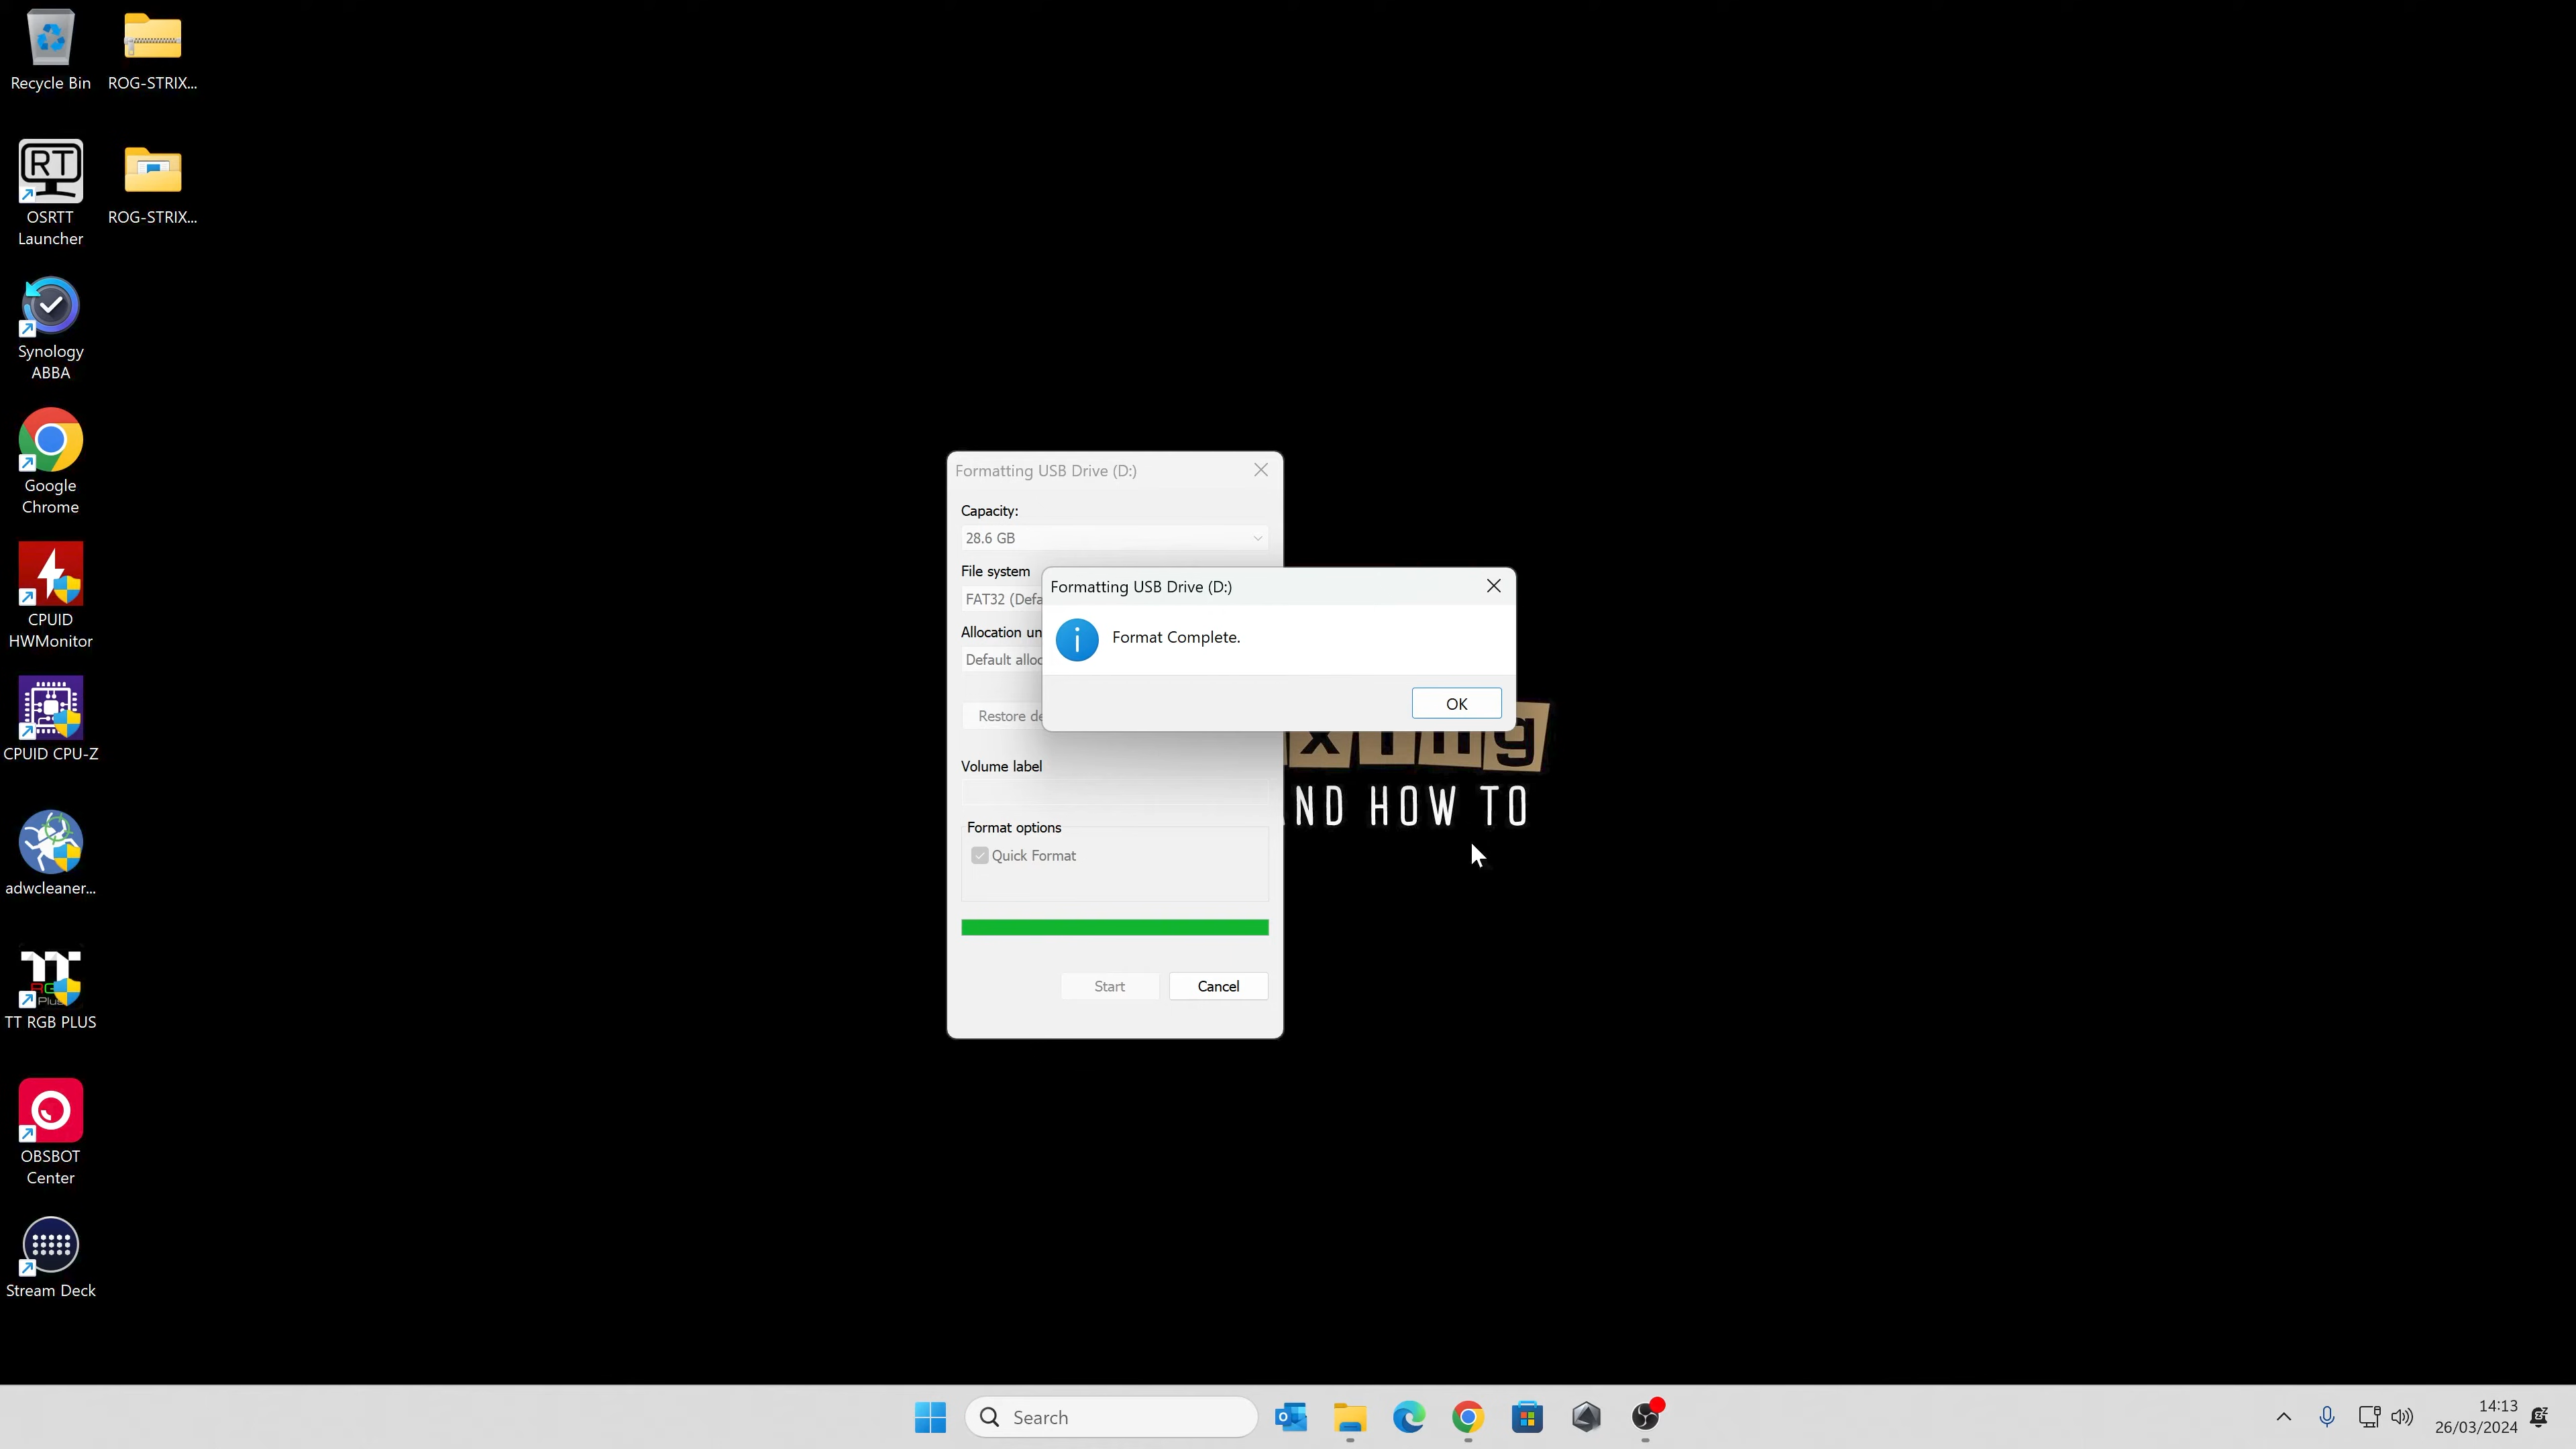 Recycle Bin
ROG-STRIX...
OSRTT
Launcher
ROG-STRIX...
Synology
ABBA
Google
Chrome
CPUID
HWMonitor
CPUID CPU-Z
adwcleaner...
TT RGB PLUS
OBSBOT
Center
Stream Deck
Formatting USB Drive (D:)
Capacity:
28.6 GB
File system
FAT32 (Defa
Allocation un
Default alloc
Restore de
Volume label
Format options
Quick Format
Start
Cancel
Formatting USB Drive (D:)
Format Complete.
OK
xing
ND HOW TO
Search
14:13
26/03/2024